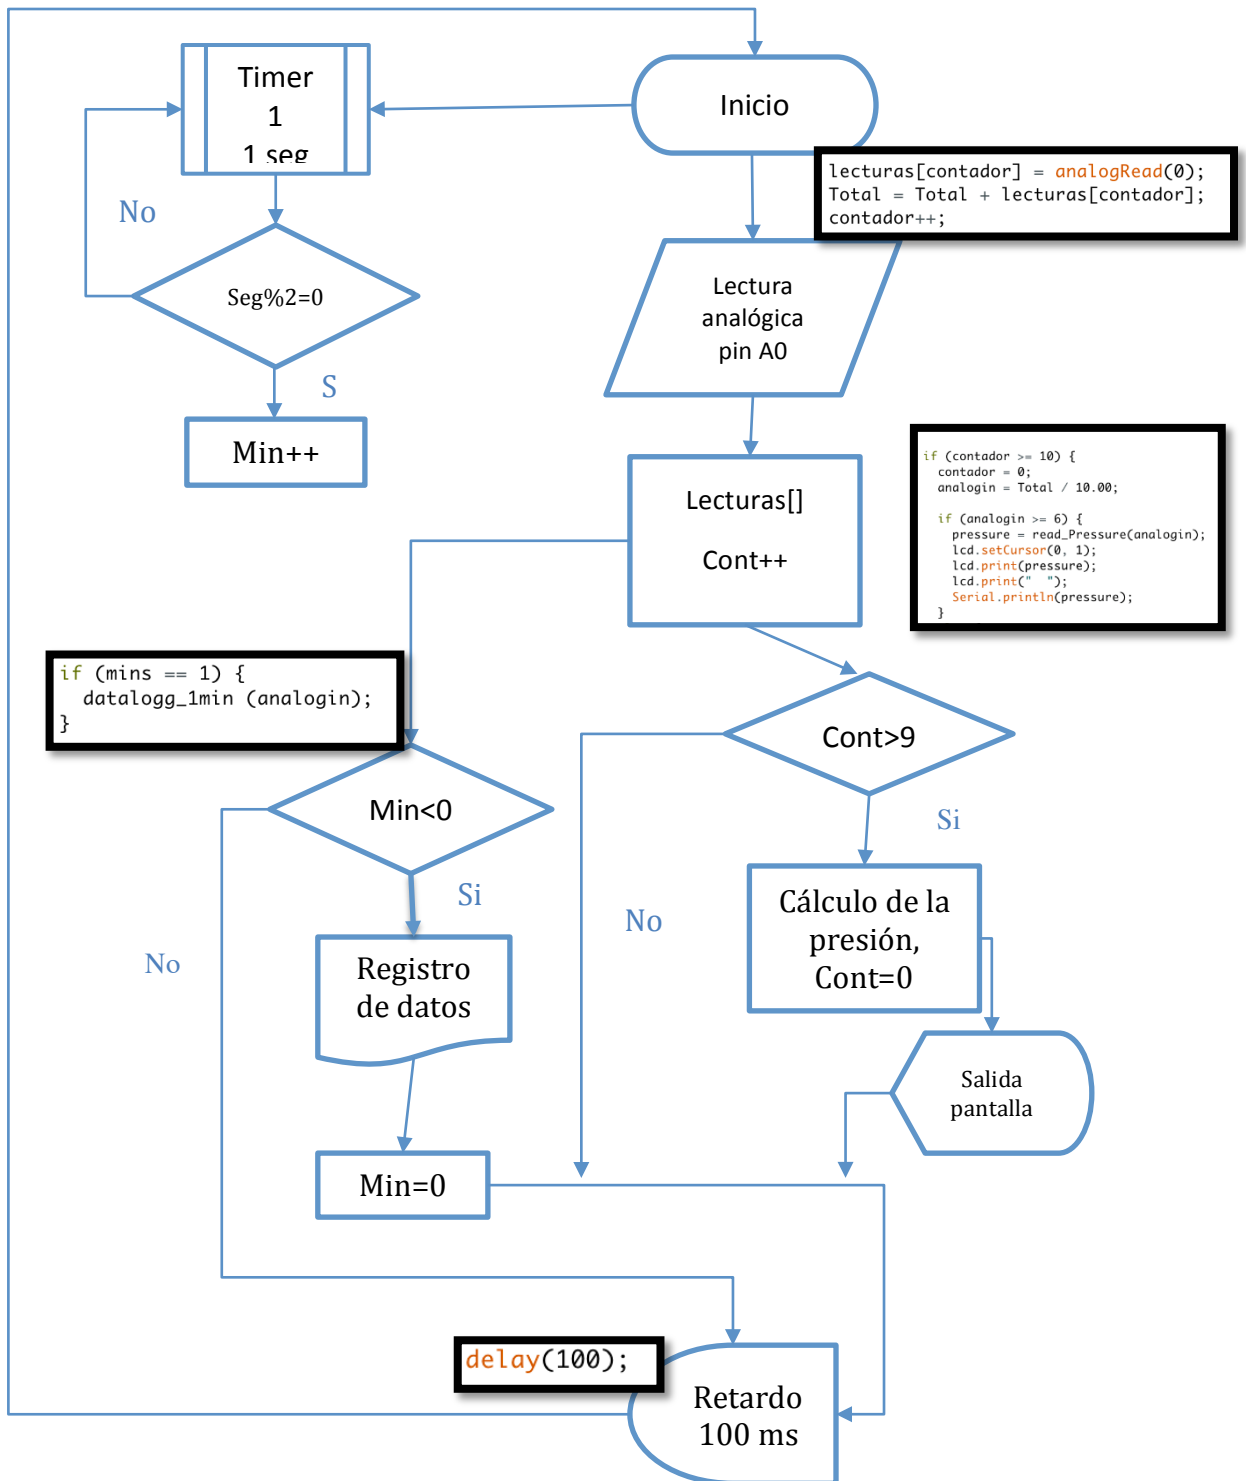 Timer
1
1 seg
Inicio
lecturas[contador] = analogRead(0);
Total = Total + lecturas[contador];
contador++;
No
Seg%2=0
Lectura
analógica
pin A0
S
Min++
Lecturas[]
Cont++
if (contador >= 10) {
contador = 0;
analogin = Total / 10.00;
if (analogin >= 6) {
pressure = read_Pressure(analogin);
lcd.setCursor(0, 1);
lcd.print(pressure);
lcd.print("  ");
Serial.println(pressure);
}
if (mins == 1) {
datalogg_1min (analogin);
}
Cont>9
Min<0
Si
Si
No
No
Cálculo de la
presión,
Cont=0
Registro
de datos
Salida
pantalla
Min=0
delay(100);
Retardo
100 ms